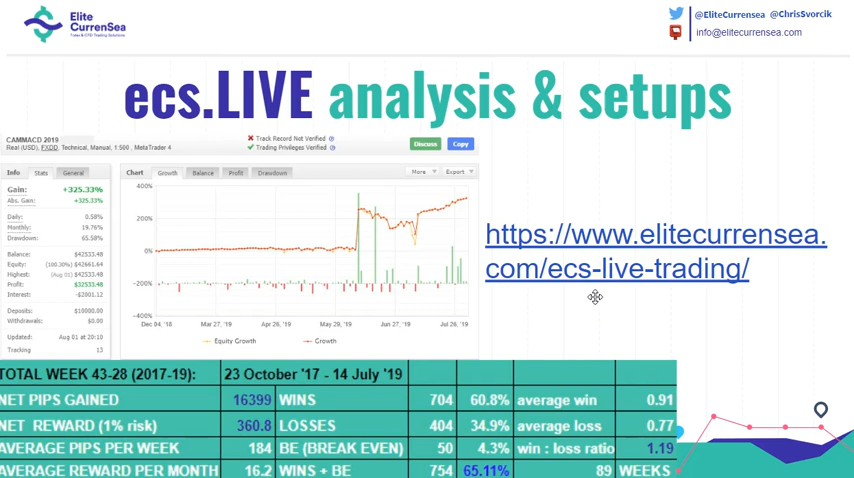 Elite
CurrenSea
Forex & CFD Trading Solutions
@EliteCurrensea @ChrisSvorcik
info@elitecurrensea.com
ecs.LIVE analysis & setups
CAMMACD 2019
Real (USD), FXDD, Technical, Manual, 1:500 , MetaTrader 4
Track Record Not Verified
Trading Privileges Verified
Discuss
Copy
Info Stats General
Gain: +325.33%
Abs. Gain: +325.33%
Daily: 0.58%
Monthly: 19.76%
Drawdown: 65.58%
Balance: $42533.48
Equity: (100.30%) $42661.64
Highest: (Aug 01) $42533.48
Profit: $32533.48
Interest: -$2001.12
Deposits: $10000.00
Withdrawals: $0.00
Updated: Aug 01 at 20:10
Tracking 13
Chart Growth Balance Profit Drawdown More Export
400%
200%
0%
-200%
-400%
Dec 04, '18 Mar 27, '19 Apr 26, '19 May 29, '19 Jun 27, '19 Jul 26, '19
Equity Growth Growth
https://www.elitecurrensea.
com/ecs-live-trading/
TOTAL WEEK 43-28 (2017-19): 23 October '17 - 14 July '19
NET PIPS GAINED 16399 WINS 704 60.8% average win 0.91
NET REWARD (1% risk) 360.8 LOSSES 404 34.9% average loss 0.77
AVERAGE PIPS PER WEEK 184 BE (BREAK EVEN) 50 4.3% win : loss ratio 1.19
AVERAGE REWARD PER MONTH 16.2 WINS + BE 754 65.11% 89 WEEKS